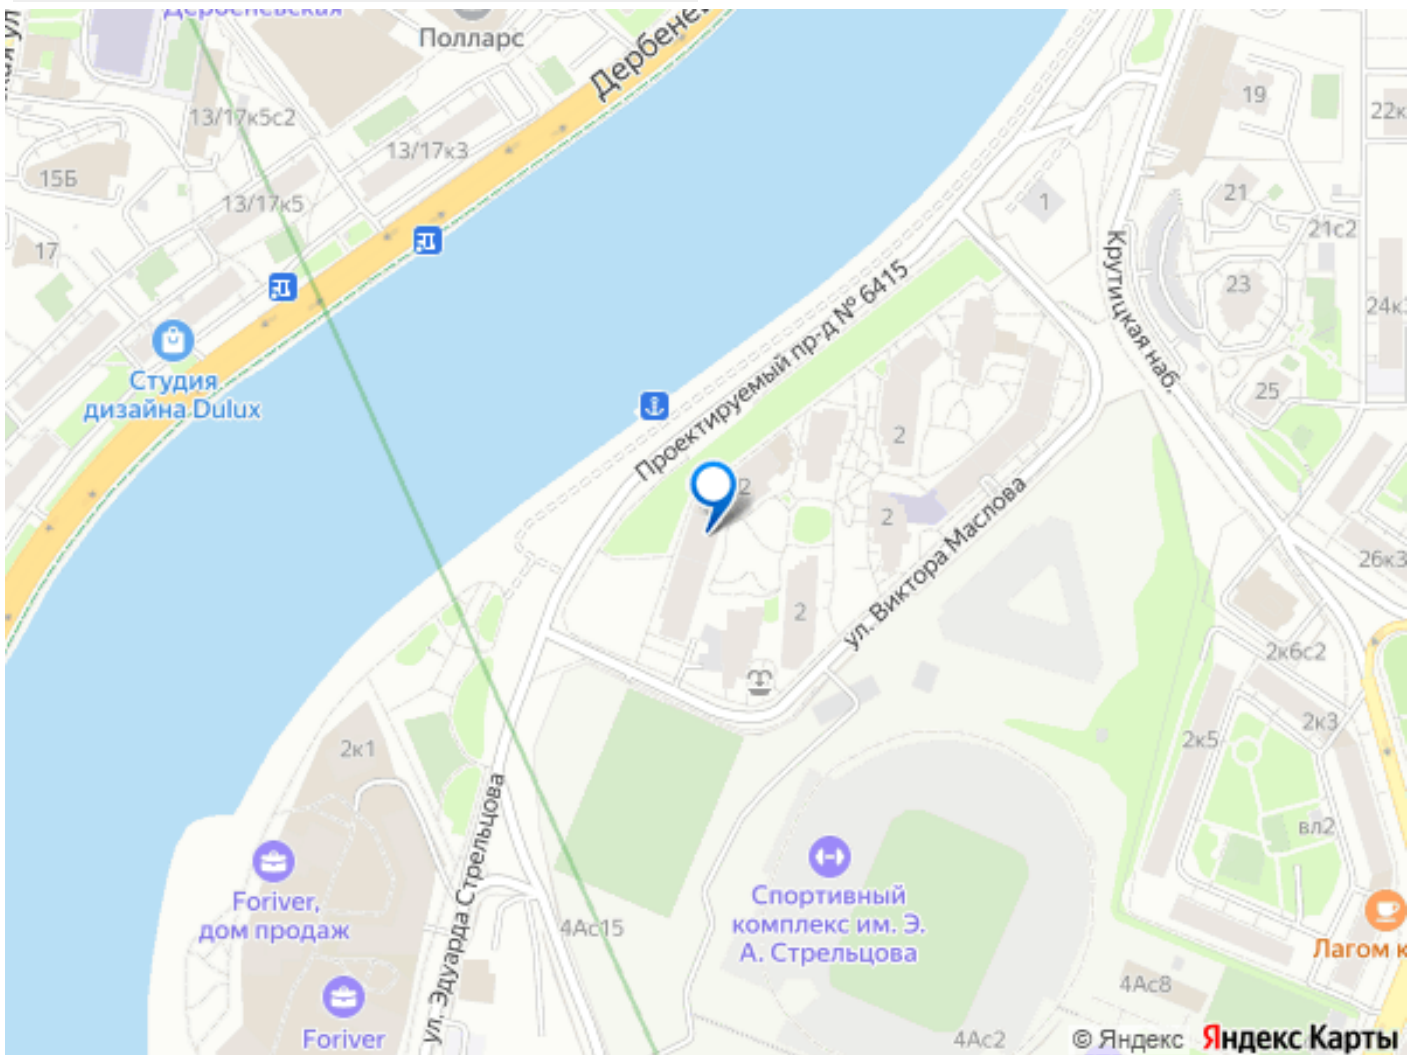 Дербеневская
Полларс
Дербене
13/17к5с2
13/17к3
15Б
13/17к5
17
Студия
дизайна Dulux
19
22к
1
21
21с2
23
24к
25
Крутицкая наб.
Проектируемый пр-д № 6415
2
2
2
2
ул. Виктора Маслова
26к3
2к6с2
2к3
2к5
вл2
2к1
ул. Эдуарда Стрельцова
Foriver,
дом продаж
Foriver
4Ас15
Спортивный
комплекс им. Э.
А. Стрельцова
Лагом к
4Ас8
4Ас2
© Яндекс Яндекс Карты